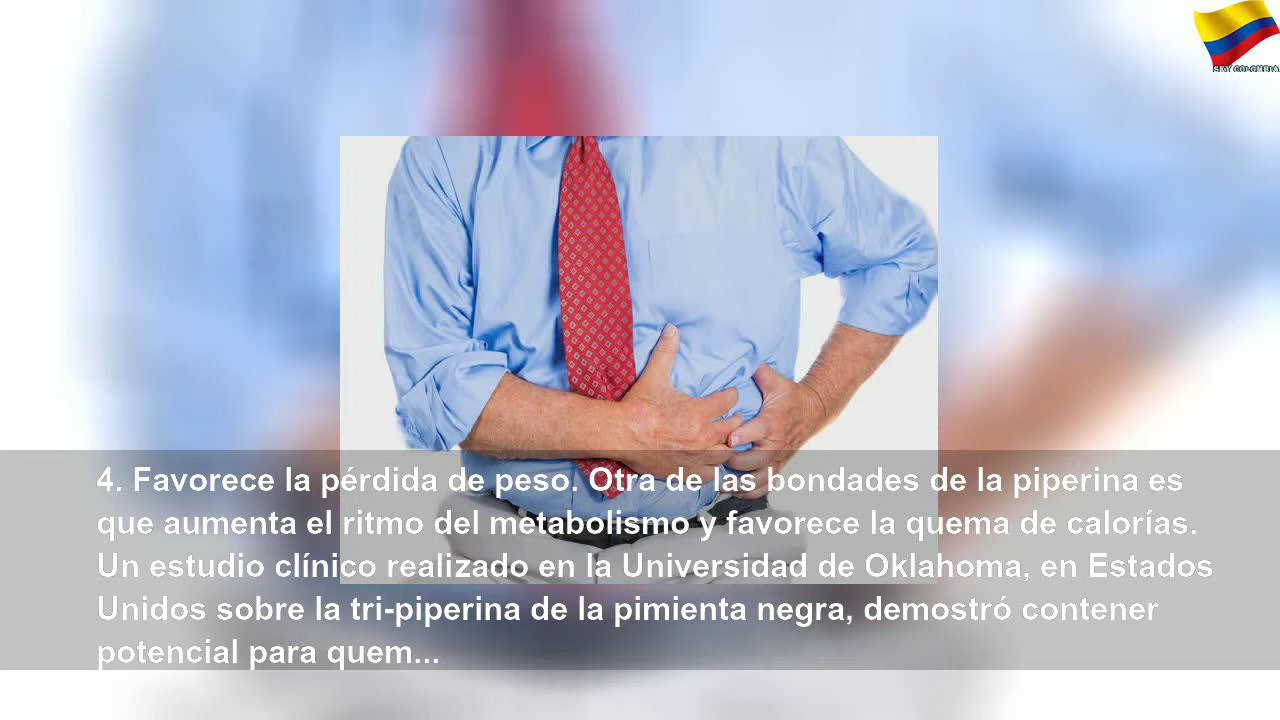 SKY COLOMBIA
4. Favorece la pérdida de peso. Otra de las bondades de la piperina es
que aumenta el ritmo del metabolismo y favorece la quema de calorías.
Un estudio clínico realizado en la Universidad de Oklahoma, en Estados
Unidos sobre la tri-piperina de la pimienta negra, demostró contener
potencial para quem...